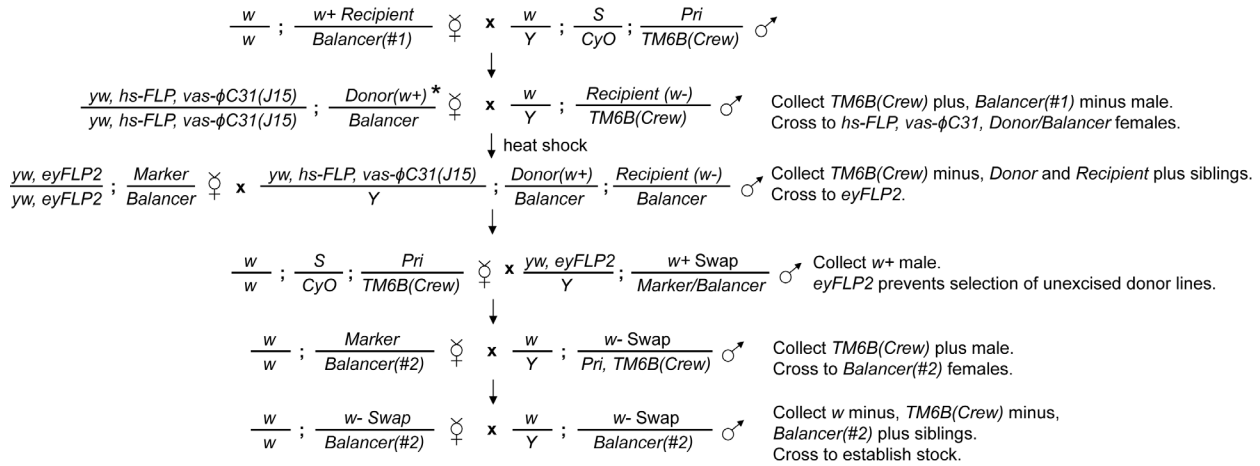 w/w ; w+ Recipient/Balancer(#1) ☿ x w/Y ; S/CyO ; Pri/TM6B(Crew) ♂
yw, hs-FLP, vas-ϕC31(J15)/yw, hs-FLP, vas-ϕC31(J15) ; Donor(w+)/Balancer * ☿ x w/Y ; Recipient (w-)/TM6B(Crew) ♂
Collect TM6B(Crew) plus, Balancer(#1) minus male.
Cross to hs-FLP, vas-ϕC31, Donor/Balancer females.
heat shock
yw, eyFLP2/yw, eyFLP2 ; Marker/Balancer ☿ x yw, hs-FLP, vas-ϕC31(J15)/Y ; Donor(w+)/Balancer ; Recipient (w-)/Balancer ♂
Collect TM6B(Crew) minus, Donor and Recipient plus siblings.
Cross to eyFLP2.
w/w ; S/CyO ; Pri/TM6B(Crew) ☿ x yw, eyFLP2/Y ; w+ Swap/Marker/Balancer ♂
Collect w+ male.
eyFLP2 prevents selection of unexcised donor lines.
w/w ; Marker/Balancer(#2) ☿ x w/Y ; w- Swap/Pri, TM6B(Crew) ♂
Collect TM6B(Crew) plus male.
Cross to Balancer(#2) females.
w/w ; w- Swap/Balancer(#2) ☿ x w/Y ; w- Swap/Balancer(#2) ♂
Collect w minus, TM6B(Crew) minus,
Balancer(#2) plus siblings.
Cross to establish stock.